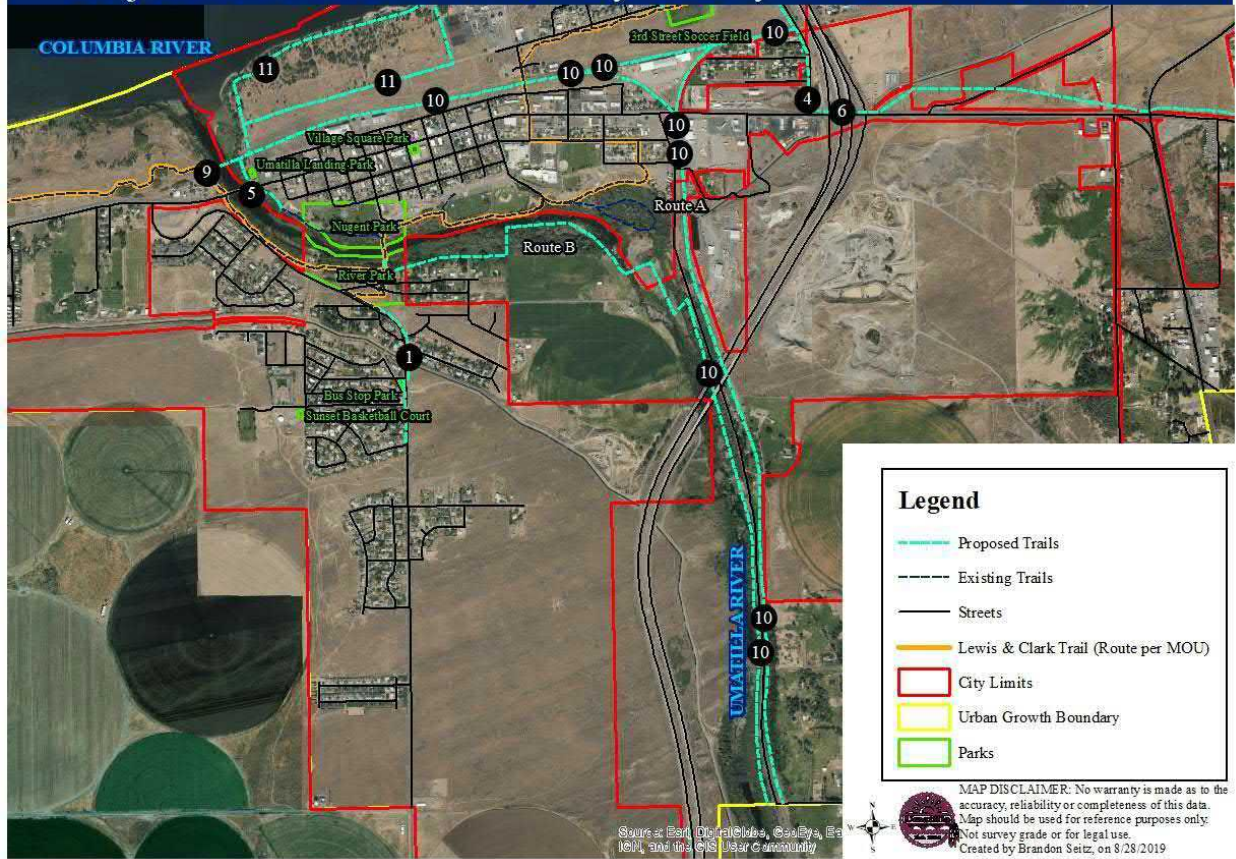 COLUMBIA RIVER
3rd Street Soccer Field
10
11
10
10
11
10
4
6
10
Village Square Park
10
9
Umatilla Landing Park
5
Route A
Nugent Park
Route B
River Park
1
10
Bus Stop Park
Sunset Basketball Court
UMATILLA RIVER
10
10
Legend
Proposed Trails
Existing Trails
Streets
Lewis & Clark Trail (Route per MOU)
City Limits
Urban Growth Boundary
Parks
MAP DISCLAIMER: No warranty is made as to the
accuracy, reliability or completeness of this data.
Map should be used for reference purposes only.
Not survey grade or for legal use.
Created by Brandon Seitz, on 8/28/2019
N
W
E
S
Source: Esri, DigitalGlobe, GeoEye,
IGN, and the GIS User Community